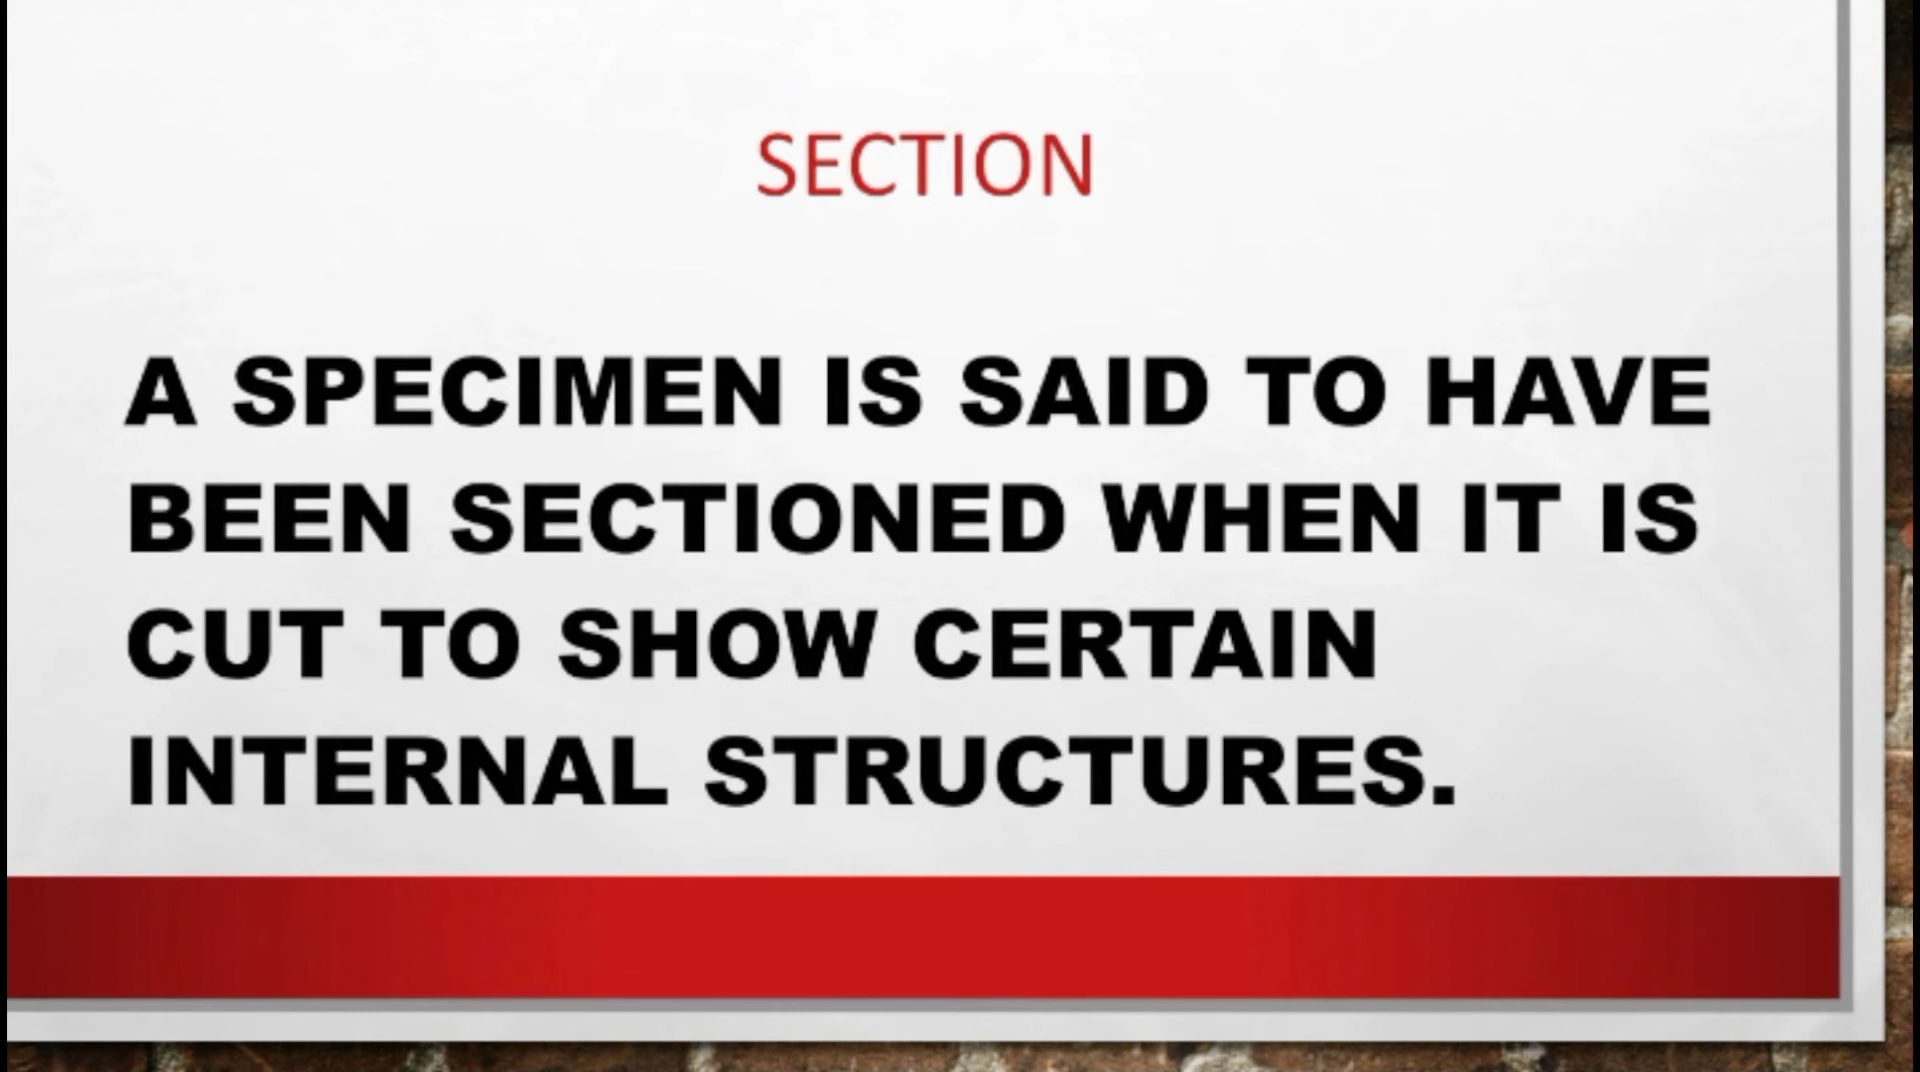 SECTION
A SPECIMEN IS SAID TO HAVE
BEEN SECTIONED WHEN IT IS
CUT TO SHOW CERTAIN
INTERNAL STRUCTURES.